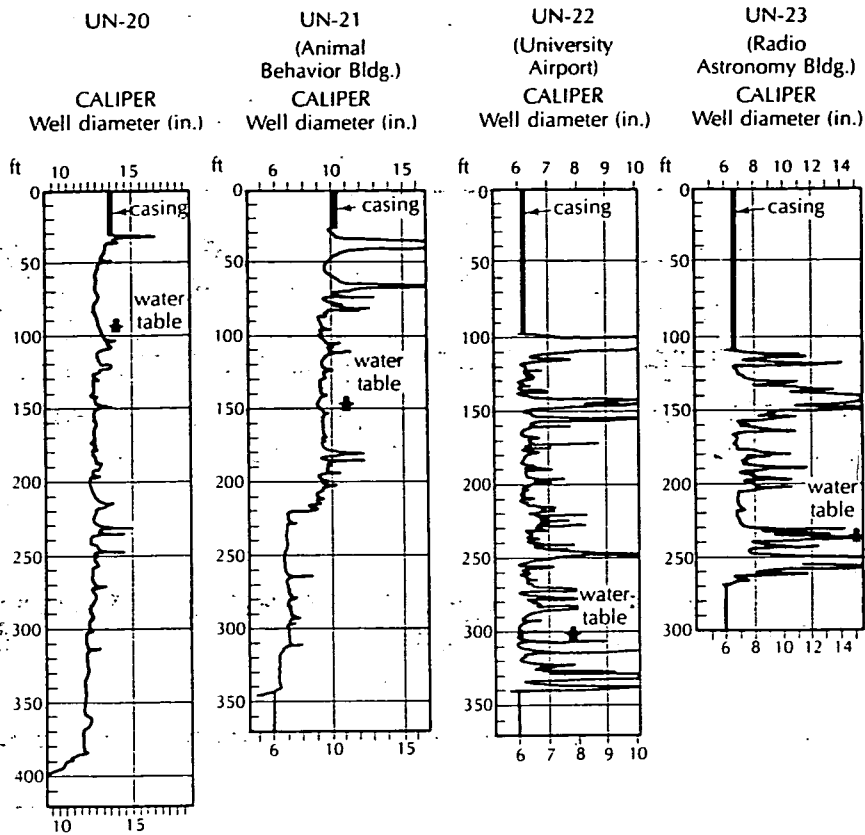 UN-20
CALIPER
Well diameter (in.)
ft
10
15
0
50
100
150
200
250
300
350
400
casing
water
table
10
15
UN-21
(Animal
Behavior Bldg.)
CALIPER
Well diameter (in.)
ft
6
10
15
0
50
100
150
200
250
300
350
casing
water
table
6
10
15
UN-22
(University
Airport)
CALIPER
Well diameter (in.)
ft
6
7
8
9
10
0
50
100
150
200
250
300
350
casing
water-
table
6
7
8
9
10
UN-23
(Radio
Astronomy Bldg.)
CALIPER
Well diameter (in.)
ft
6
8
10
12
14
0
50
100
150
200
250
300
casing
water
table
6
8
10
12
14